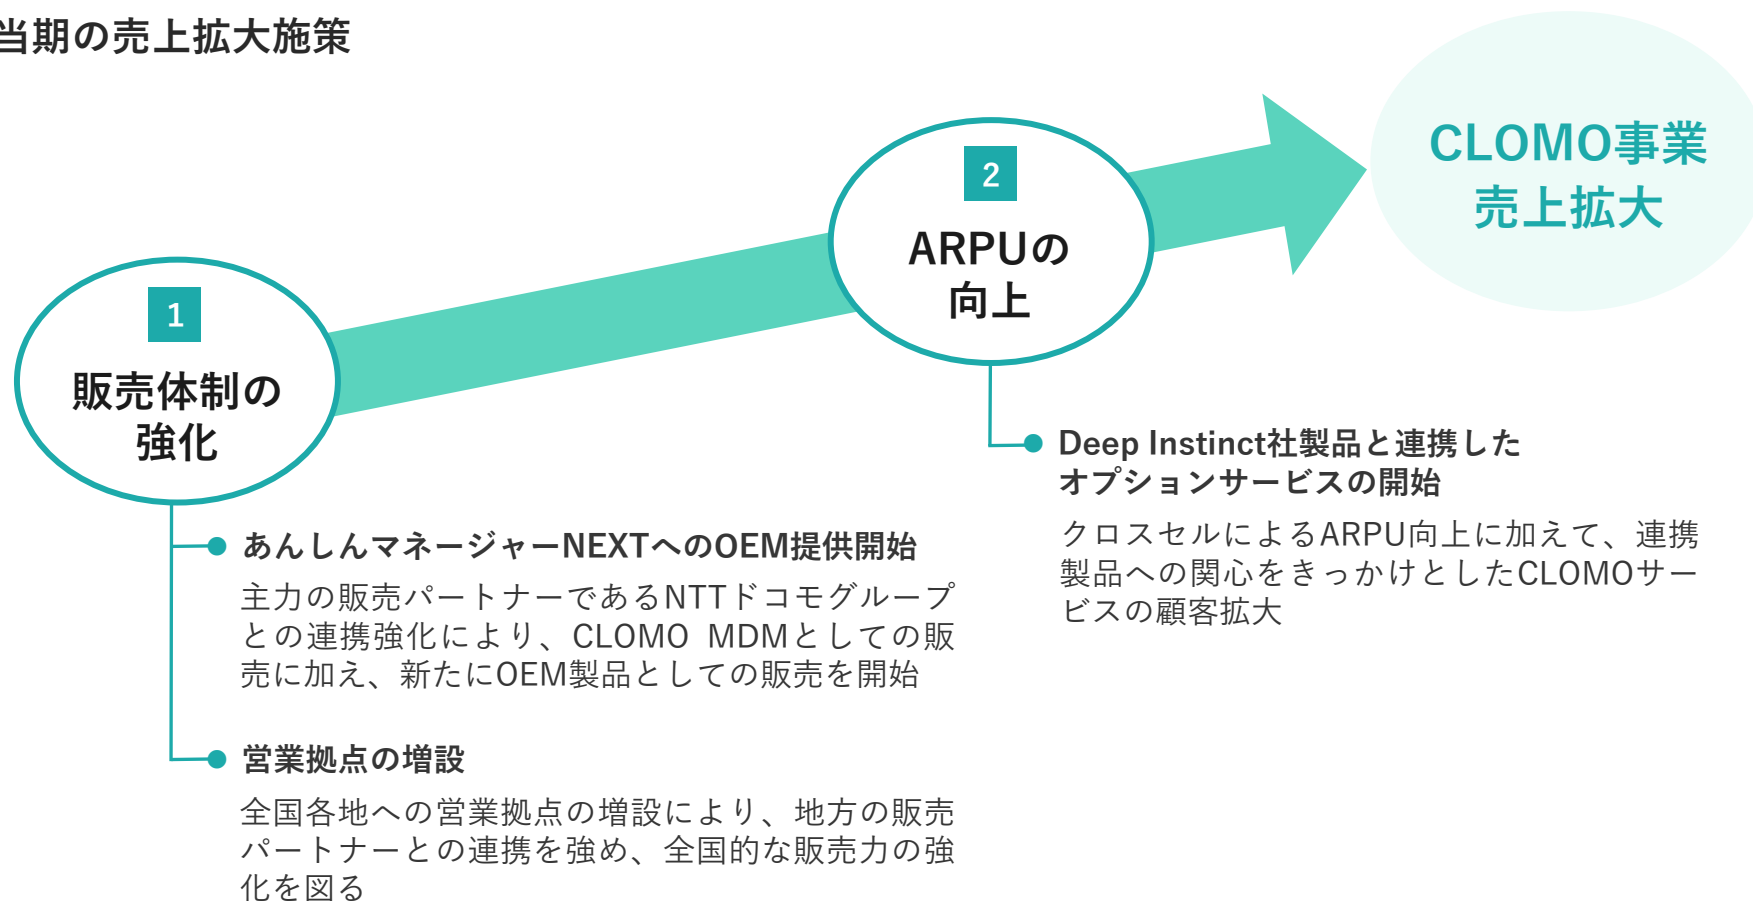 当期の売上拡大施策
CLOMO事業
売上拡大
2
ARPUの
向上
1
販売体制の
強化
Deep Instinct社製品と連携した
オプションサービスの開始
クロスセルによるARPU向上に加えて、連携
製品への関心をきっかけとしたCLOMOサー
ビスの顧客拡大
あんしんマネージャーNEXTへのOEM提供開始
主力の販売パートナーであるNTTドコモグループ
との連携強化により、CLOMO MDMとしての販
売に加え、新たにOEM製品としての販売を開始
営業拠点の増設
全国各地への営業拠点の増設により、地方の販売
パートナーとの連携を強め、全国的な販売力の強
化を図る